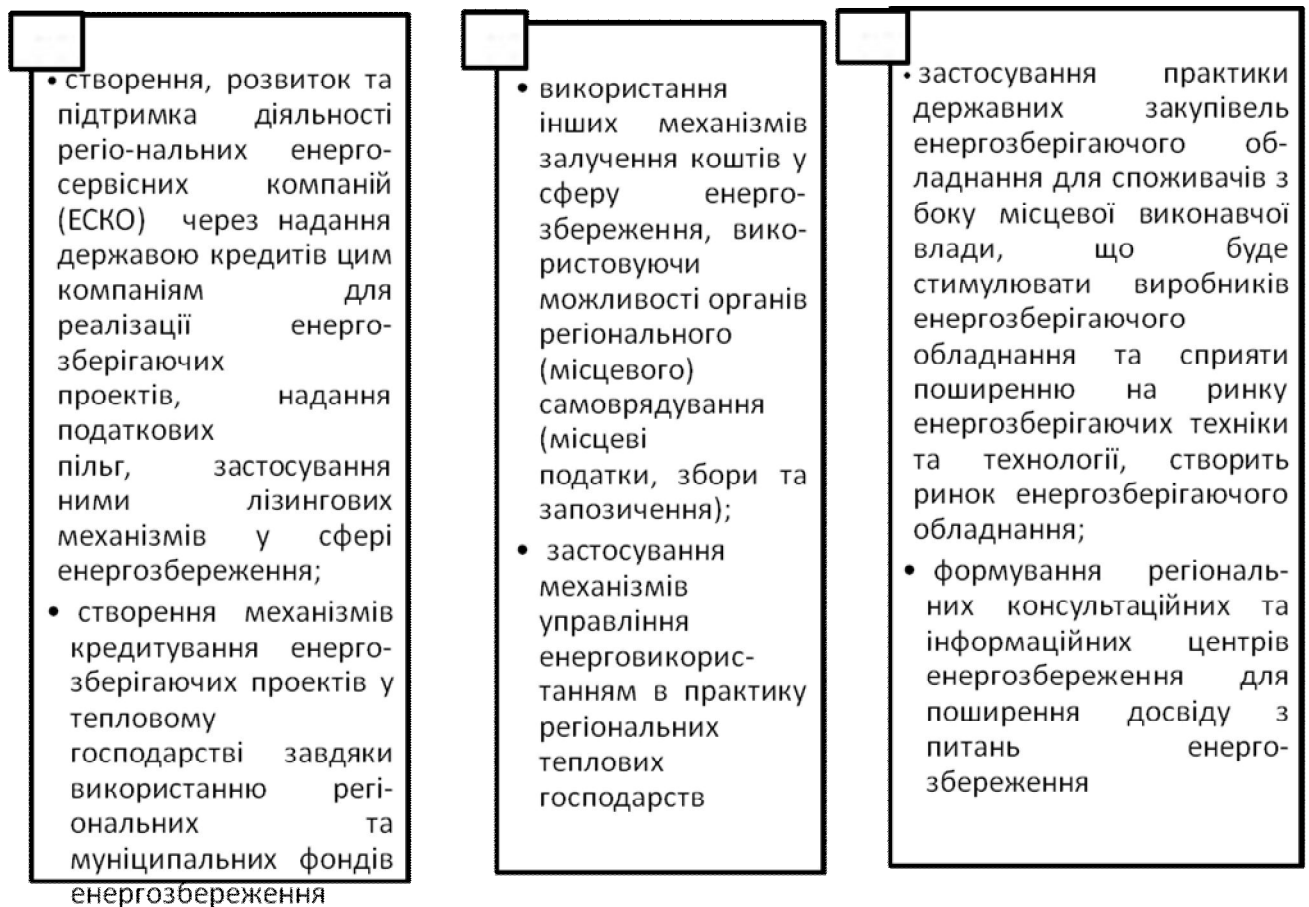 • створення, розвиток та
підтримка діяльності
регіо-нальних енерго-
сервісних компаній
(ЕСКО) через надання
державою кредитів цим
компаніям для
реалізації енерго-
зберігаючих
проектів, надання
податкових
пільг, застосування
ними лізингових
механізмів у сфері
енергозбереження;
• створення механізмів
кредитування енерго-
зберігаючих проектів у
тепловому
господарстві завдяки
використанню регі-
ональних та
муніципальних фондів
енергозбереження
• використання
інших механізмів
залучення коштів у
сферу енерго-
збереження, вико-
ристовуючи
можливості органів
регіонального
(місцевого)
самоврядування
(місцеві
податки, збори та
запозичення);
• застосування
механізмів
управління
енерговикорис-
танням в практику
регіональних
теплових
господарств
• застосування практики
державних закупівель
енергозберігаючого об-
ладнання для споживачів з
боку місцевої виконавчої
влади, що буде
стимулювати виробників
енергозберігаючого
обладнання та сприяти
поширенню на ринку
енергозберігаючих техніки
та технології, створить
ринок енергозберігаючого
обладнання;
• формування регіональ-
них консультаційних та
інформаційних центрів
енергозбереження для
поширення досвіду з
питань енерго-
збереження